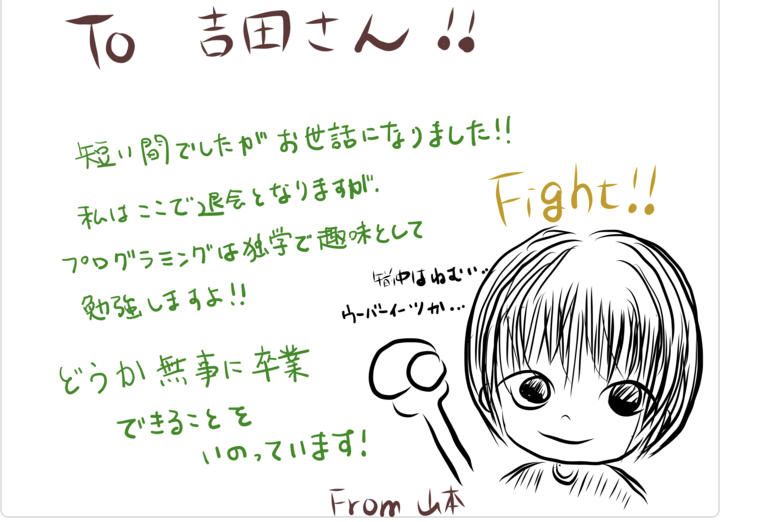 To 吉田さん!!
短い間でしたがお世話になりました!!
私はここで退会となりますが、
プログラミングは独学で趣味として
勉強しますよ!!
Fight!!
はねむい…
ウーバーイーツか…
どうか無事に卒業
できることを
いのっています!
From 山本